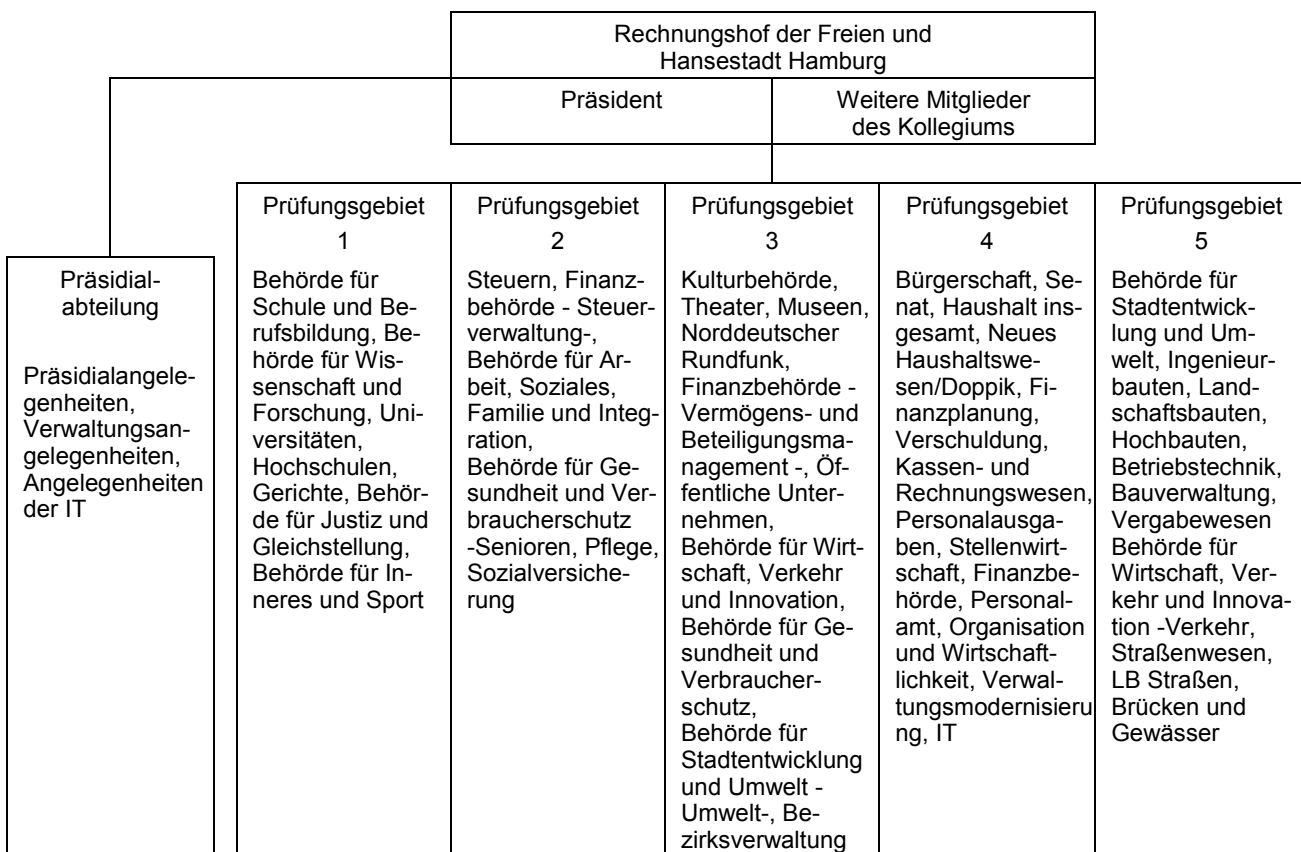 Rechnungshof der Freien und
Hansestadt Hamburg
Präsident
Weitere Mitglieder
des Kollegiums
Präsidial-
abteilung
Präsidialangele-
genheiten,
Verwaltungsan-
gelegenheiten,
Angelegenheiten
der IT
Prüfungsgebiet
1
Behörde für
Schule und Be-
rufsbildung, Be-
hörde für Wis-
senschaft und
Forschung, Uni-
versitäten,
Hochschulen,
Gerichte, Behör-
de für Justiz und
Gleichstellung,
Behörde für In-
neres und Sport
Prüfungsgebiet
2
Steuern, Finanz-
behörde - Steuer-
verwaltung-,
Behörde für Ar-
beit, Soziales,
Familie und Integ-
ration,
Behörde für Ge-
sundheit und Ver-
braucherschutz
-Senioren, Pflege,
Sozialversiche-
rung
Prüfungsgebiet
3
Kulturbehörde,
Theater, Museen,
Norddeutscher
Rundfunk,
Finanzbehörde -
Vermögens- und
Beteiligungsma-
nagement -, Öf-
fentliche Unter-
nehmen,
Behörde für Wirt-
schaft, Verkehr
und Innovation,
Behörde für Ge-
sundheit und
Verbraucher-
schutz,
Behörde für
Stadtentwicklung
und Umwelt -
Umwelt-, Be-
zirksverwaltung
Prüfungsgebiet
4
Bürgerschaft, Se-
nat, Haushalt ins-
gesamt, Neues
Haushaltswe-
sen/Doppik, Fi-
nanzplanung,
Verschuldung,
Kassen- und
Rechnungswesen,
Personalausga-
ben, Stellenwirt-
schaft, Finanzbe-
hörde, Personal-
amt, Organisation
und Wirtschaft-
lichkeit, Verwal-
tungsmodernisieru
ng, IT
Prüfungsgebiet
5
Behörde für
Stadtentwick-
lung und Um-
welt, Ingenieur-
bauten, Land-
schaftsbauten,
Hochbauten,
Betriebstechnik,
Bauverwaltung,
Vergabewesen
Behörde für
Wirtschaft, Ver-
kehr und Innova-
tion -Verkehr,
Straßenwesen,
LB Straßen,
Brücken und
Gewässer